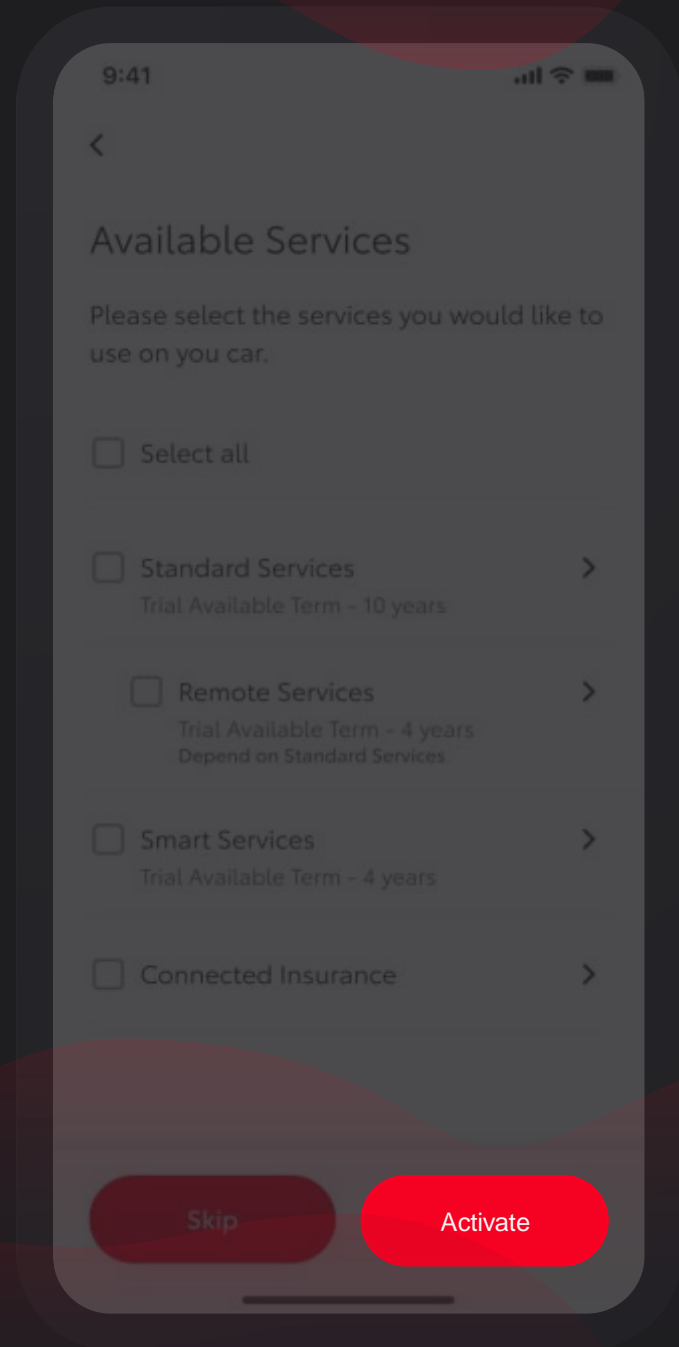 9:41
Available Services
Please select the services you would like to
use on you car.
Select all
Standard Services
Trial Available Term - 10 years
Remote Services
Trial Available Term - 4 years
Depend on Standard Services
Smart Services
Trial Available Term - 4 years
Connected Insurance
Skip
Activate